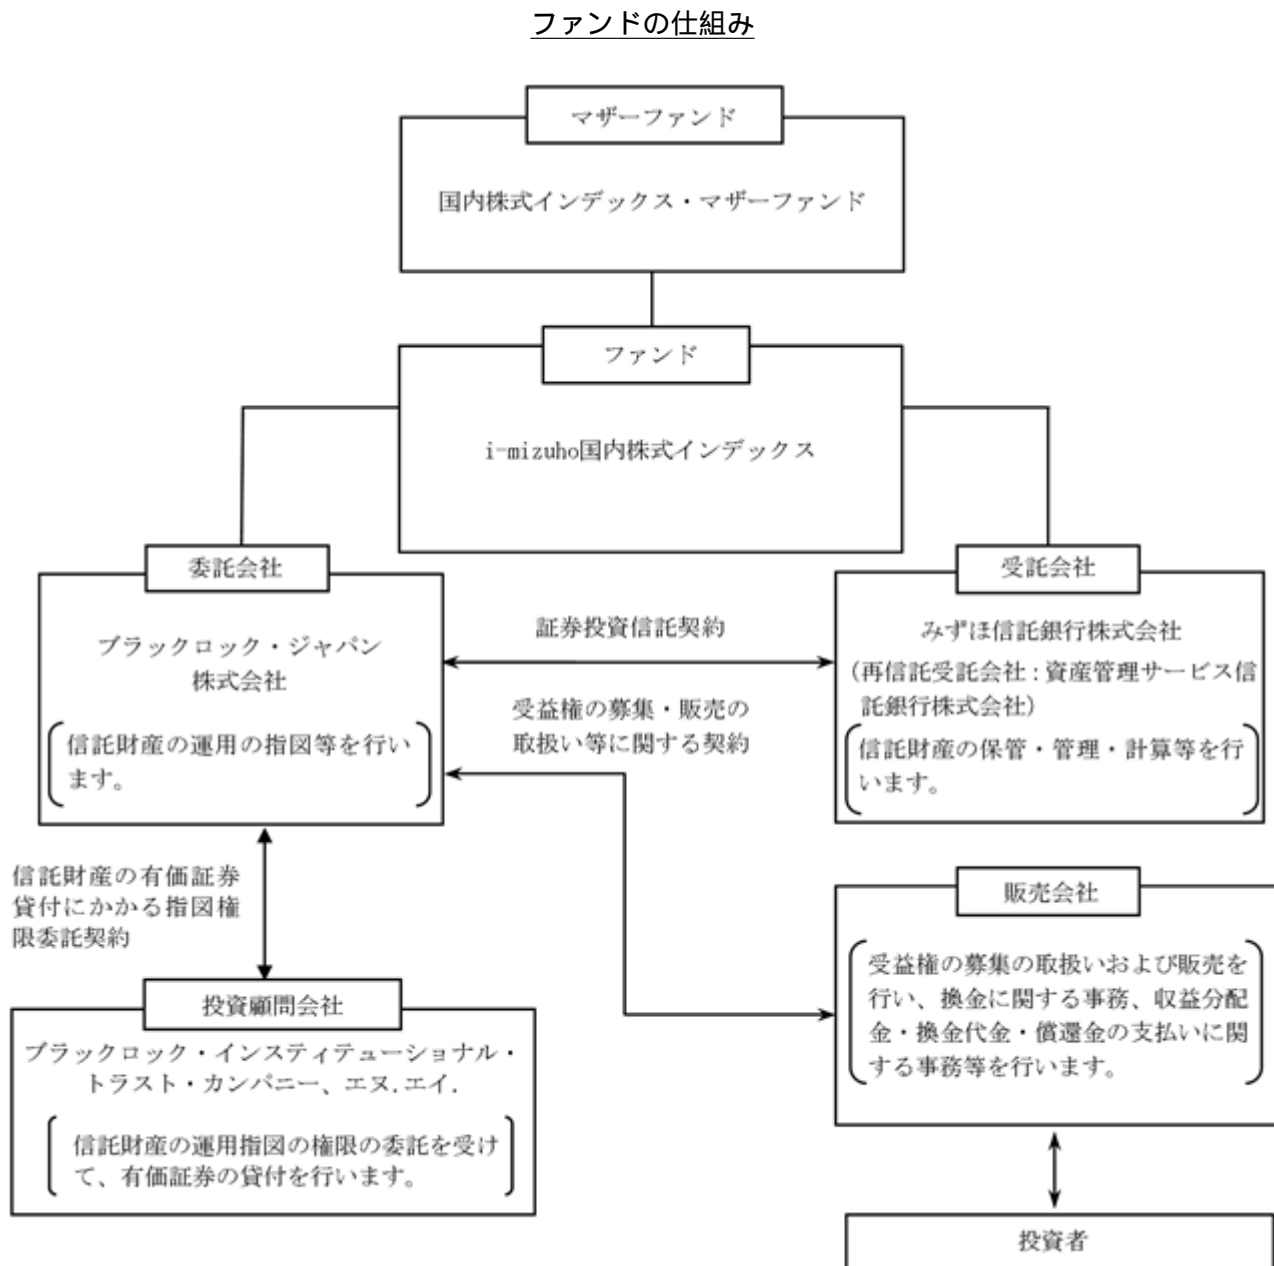 ファンドの仕組み
マザーファンド
国内株式インデックス・マザーファンド
ファンド
i-mizuho国内株式インデックス
委託会社
ブラックロック・ジャパン
株式会社
信託財産の運用の指図等を行い
ます。
証券投資信託契約
受益権の募集・販売の
取扱い等に関する契約
受託会社
みずほ信託銀行株式会社
(再信託受託会社:資産管理サービス信
託銀行株式会社)
信託財産の保管・管理・計算等を行
います。
信託財産の有価証券
貸付にかかる指図権
限委託契約
投資顧問会社
ブラックロック・インスティテューショナル・
トラスト・カンパニー、エヌ.エイ.
信託財産の運用指図の権限の委託を受け
て、有価証券の貸付を行います。
販売会社
受益権の募集の取扱いおよび販売を
行い、換金に関する事務、収益分配
金・換金代金・償還金の支払いに関
する事務等を行います。
投資者